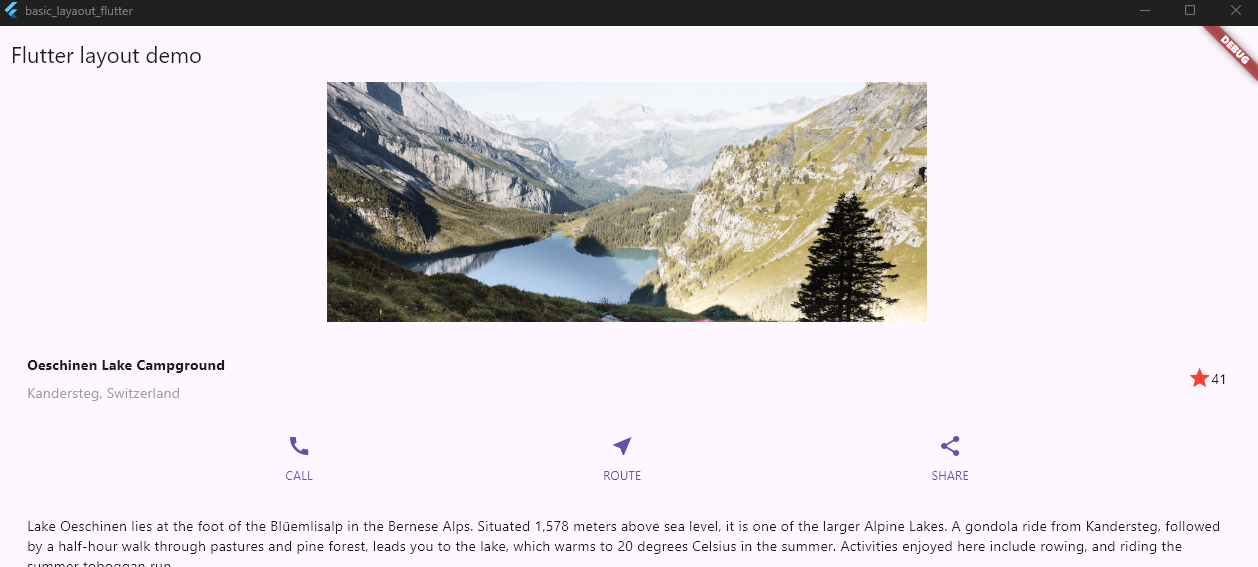 basic_layaout_flutter
Flutter layout demo
DEBUG
Oeschinen Lake Campground
41
Kandersteg, Switzerland
CALL ROUTE SHARE
Lake Oeschinen lies at the foot of the Blüemlisalp in the Bernese Alps. Situated 1,578 meters above sea level, it is one of the larger Alpine Lakes. A gondola ride from Kandersteg, followed
by a half-hour walk through pastures and pine forest, leads you to the lake, which warms to 20 degrees Celsius in the summer. Activities enjoyed here include rowing, and riding the
summer toboggan run.